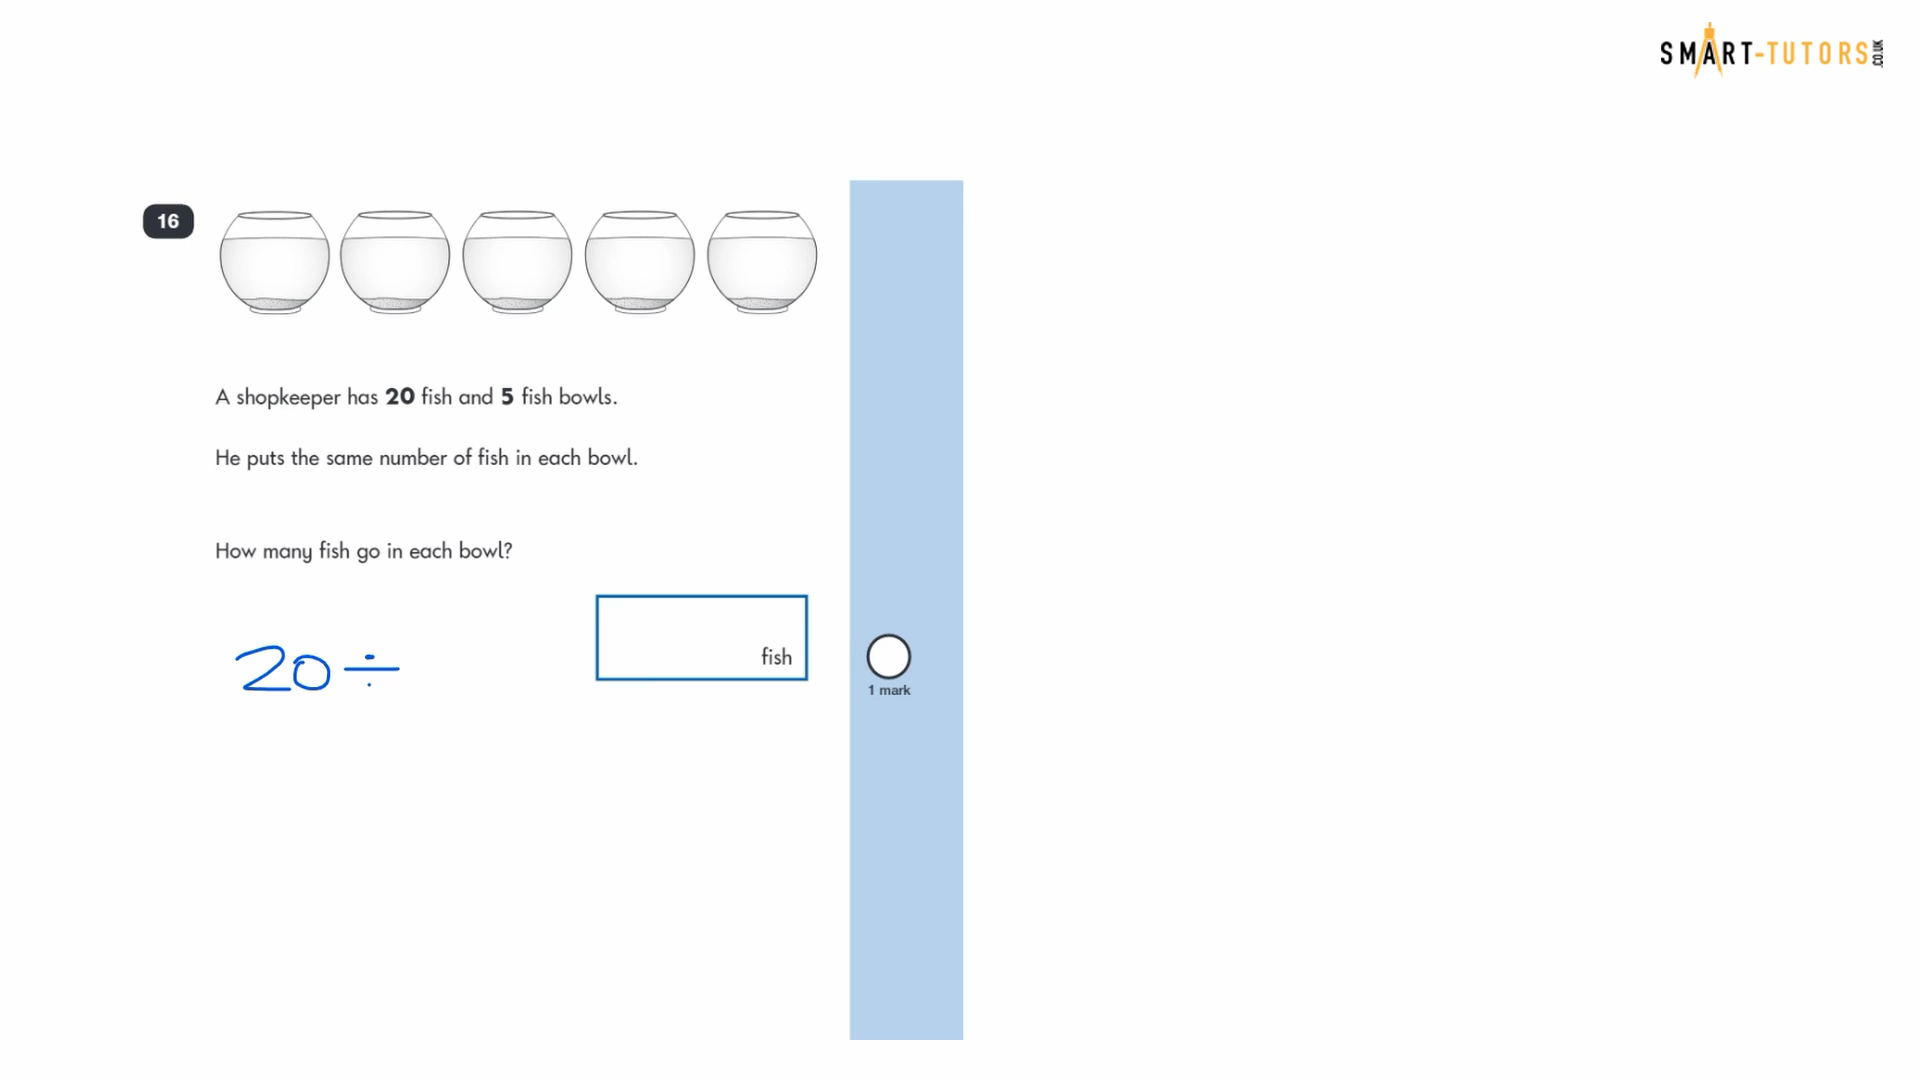 SMART-TUTORS.CO.UK
16
A shopkeeper has 20 fish and 5 fish bowls.
He puts the same number of fish in each bowl.
How many fish go in each bowl?
fish
20 ÷
1 mark